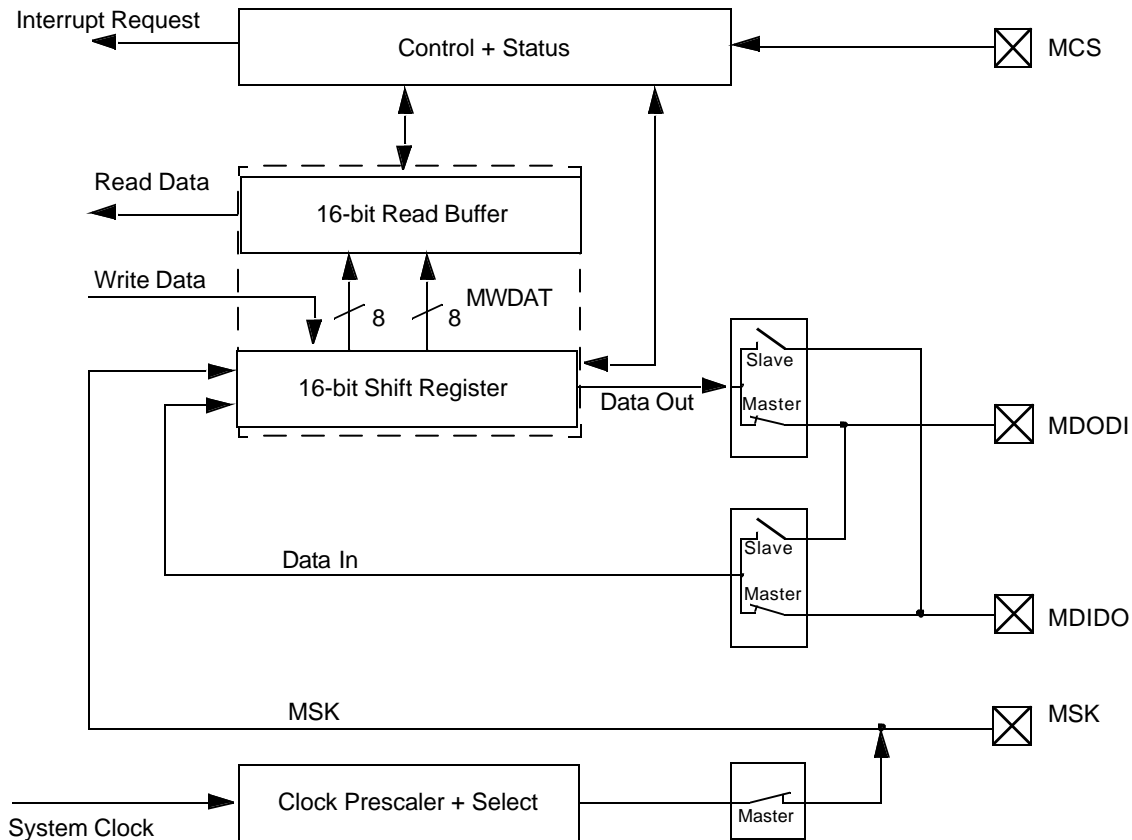 Interrupt Request
Control + Status
MCS
Read Data
16-bit Read Buffer
Write Data
8
8
MWDAT
16-bit Shift Register
Data Out
Slave
Master
MDODI
Data In
Slave
Master
MDIDO
MSK
MSK
Clock Prescaler + Select
Master
System Clock